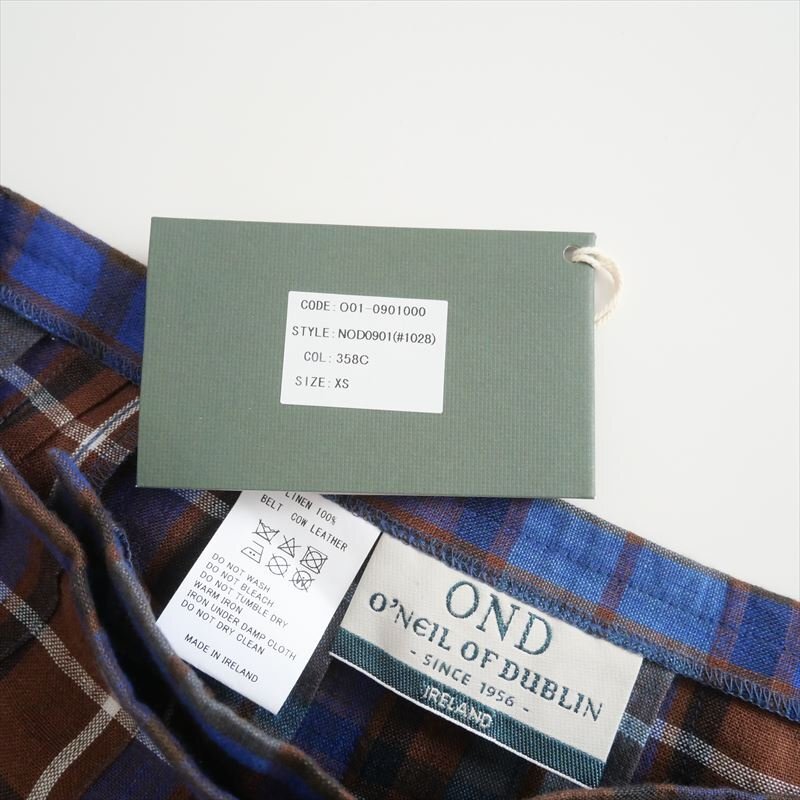 CODE: O01-0901000
STYLE: NOD0901(#1028)
COL: 358C
SIZE: XS
LINEN 100%
BELT COW LEATHER
DO NOT WASH
DO NOT BLEACH
DO NOT TUMBLE DRY
WARM IRON
IRON UNDER DAMP CLOTH
DO NOT DRY CLEAN
MADE IN IRELAND
OND
O'NEIL OF DUBLIN
- SINCE 1956 -
IRELAND